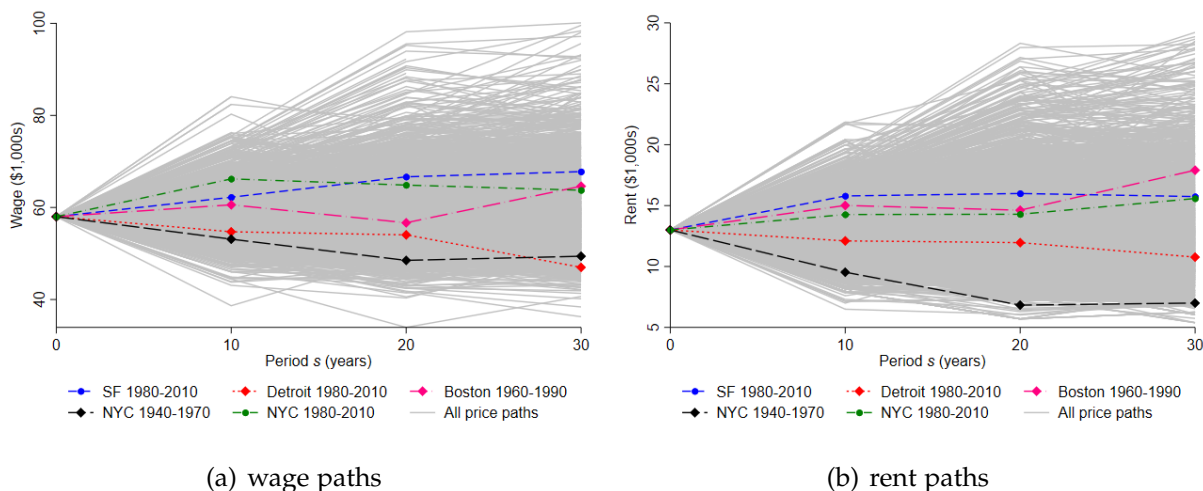 Wage ($1,000s)
100
80
60
40
0
10
20
30
Period s (years)
SF 1980-2010
Detroit 1980-2010
Boston 1960-1990
NYC 1940-1970
NYC 1980-2010
All price paths
(a) wage paths
Rent ($1,000s)
30
25
20
15
10
5
0
10
20
30
Period s (years)
SF 1980-2010
Detroit 1980-2010
Boston 1960-1990
NYC 1940-1970
NYC 1980-2010
All price paths
(b) rent paths